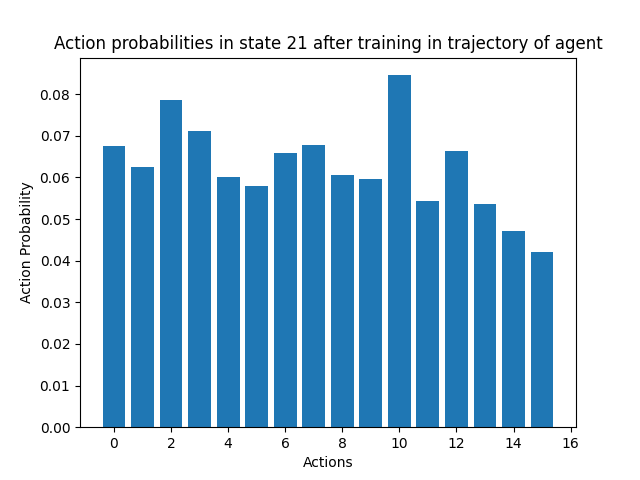 Action probabilities in state 21 after training in trajectory of agent
0.08
0.07
0.06
0.05
0.04
0.03
0.02
0.01
0.00
Action Probability
0 2 4 6 8 10 12 14 16
Actions